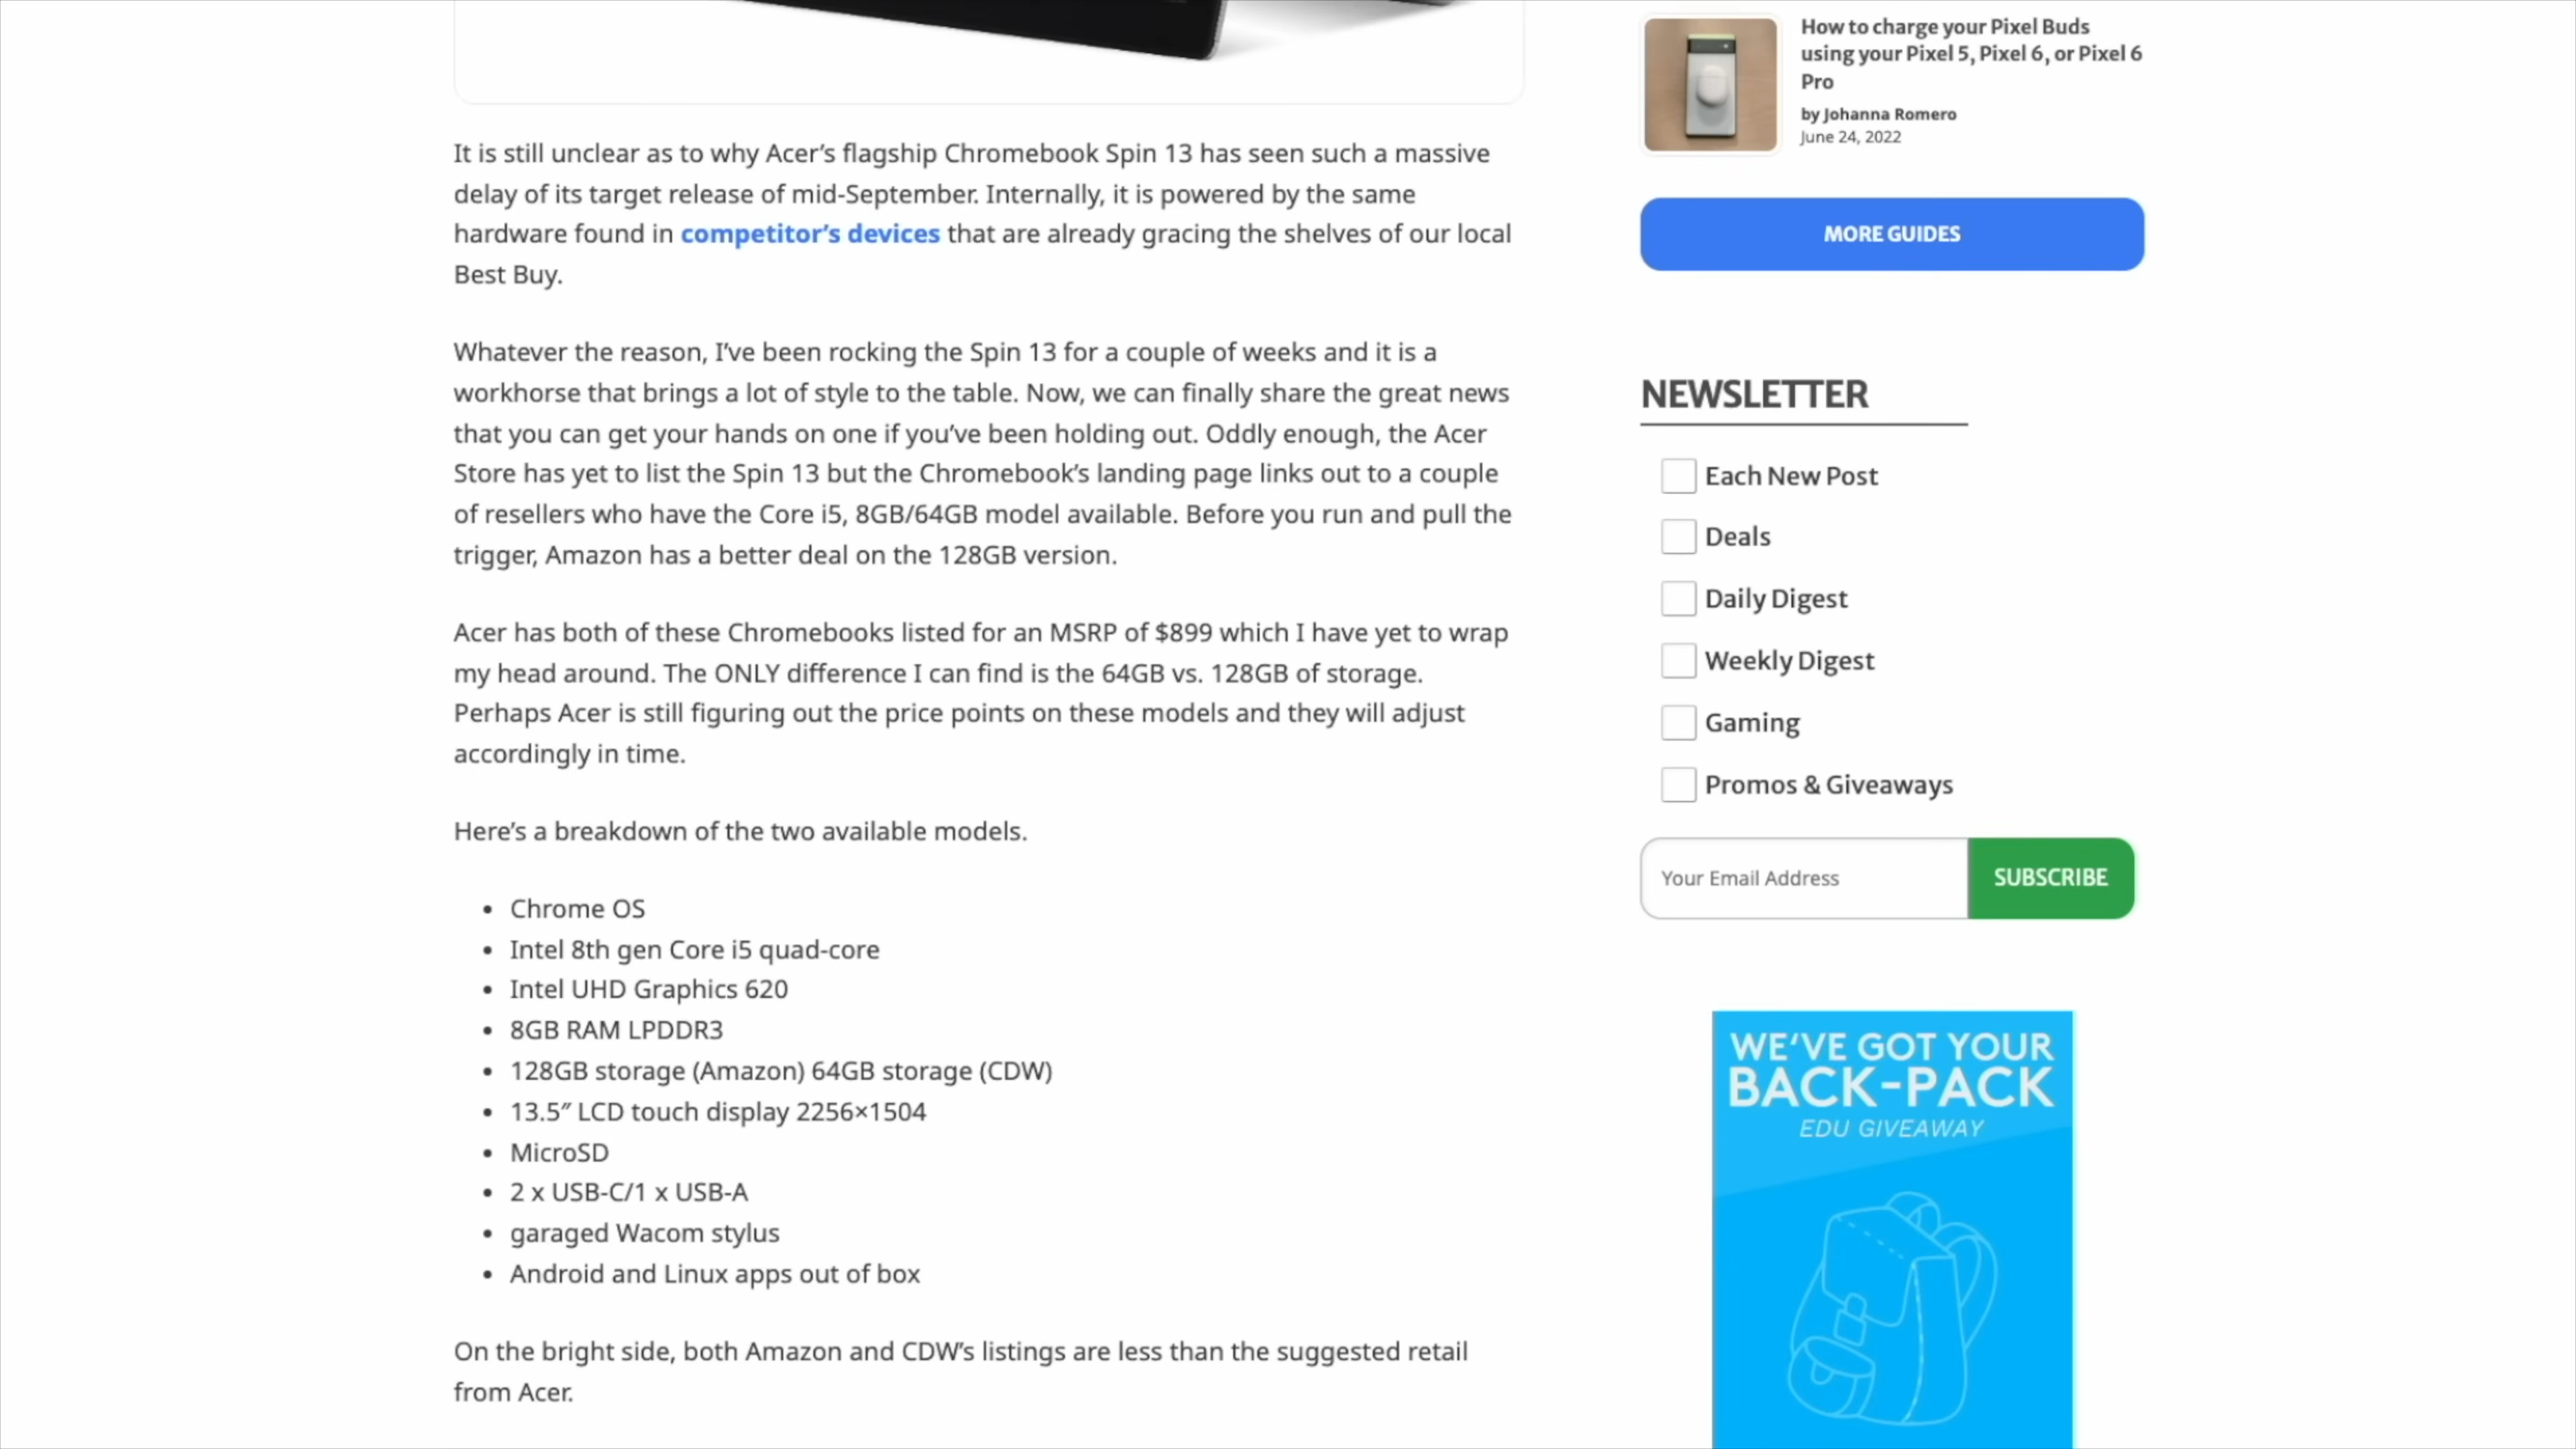 It is still unclear as to why Acer’s flagship Chromebook Spin 13 has seen such a massive
delay of its target release of mid-September. Internally, it is powered by the same
hardware found in competitor’s devices that are already gracing the shelves of our local
Best Buy.
Whatever the reason, I’ve been rocking the Spin 13 for a couple of weeks and it is a
workhorse that brings a lot of style to the table. Now, we can finally share the great news
that you can get your hands on one if you’ve been holding out. Oddly enough, the Acer
Store has yet to list the Spin 13 but the Chromebook’s landing page links out to a couple
of resellers who have the Core i5, 8GB/64GB model available. Before you run and pull the
trigger, Amazon has a better deal on the 128GB version.
Acer has both of these Chromebooks listed for an MSRP of $899 which I have yet to wrap
my head around. The ONLY difference I can find is the 64GB vs. 128GB of storage.
Perhaps Acer is still figuring out the price points on these models and they will adjust
accordingly in time.
Here’s a breakdown of the two available models.
• Chrome OS
• Intel 8th gen Core i5 quad-core
• Intel UHD Graphics 620
• 8GB RAM LPDDR3
• 128GB storage (Amazon) 64GB storage (CDW)
• 13.5″ LCD touch display 2256×1504
• MicroSD
• 2 x USB-C/1 x USB-A
• garaged Wacom stylus
• Android and Linux apps out of box
On the bright side, both Amazon and CDW’s listings are less than the suggested retail
from Acer.
How to charge your Pixel Buds
using your Pixel 5, Pixel 6, or Pixel 6
Pro
by Johanna Romero
June 24, 2022
MORE GUIDES
NEWSLETTER
Each New Post
Deals
Daily Digest
Weekly Digest
Gaming
Promos & Giveaways
Your Email Address
SUBSCRIBE
WE’VE GOT YOUR
BACK-PACK
EDU GIVEAWAY